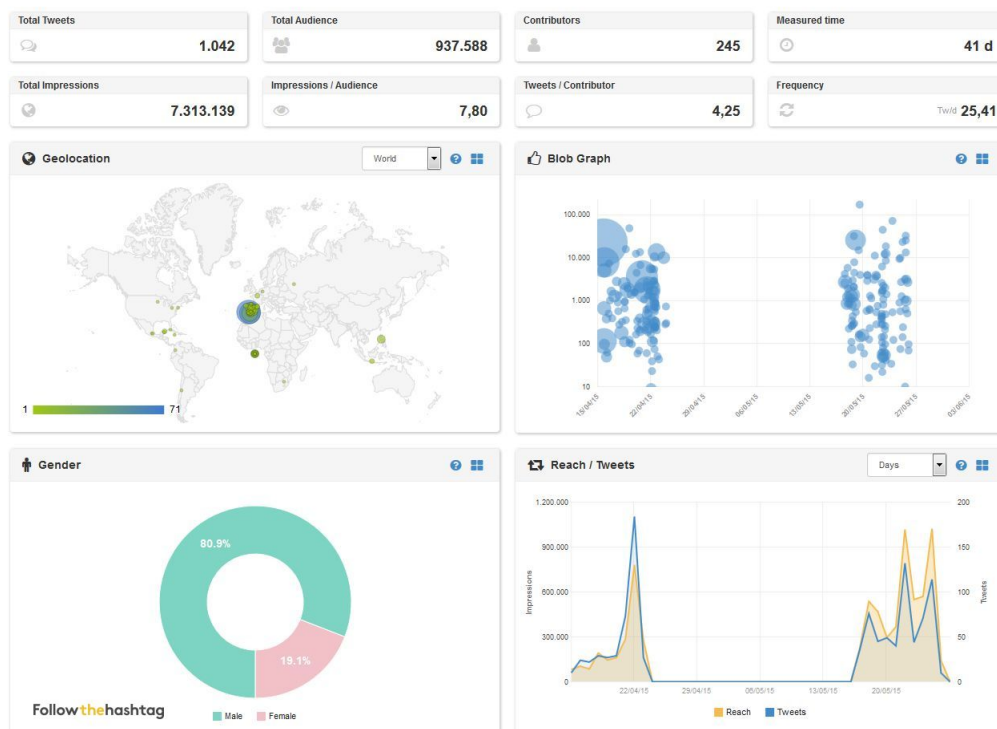 Total Tweets
1.042
Total Audience
937.588
Contributors
245
Measured time
41 d
Total Impressions
7.313.139
Impressions / Audience
7,80
Tweets / Contributor
4,25
Frequency
Tw/d 25,41
Geolocation
World
1
71
Blob Graph
100.000
10.000
1.000
100
10
15/04/15
22/04/15
29/04/15
06/05/15
13/05/15
20/05/15
27/05/15
03/06/15
Gender
80.9%
19.1%
Followthehashtag
Male
Female
Reach / Tweets
Days
1.200.000
900.000
600.000
300.000
0
Impressions
200
150
100
50
0
Tweets
22/04/15
29/04/15
06/05/15
13/05/15
20/05/15
Reach
Tweets